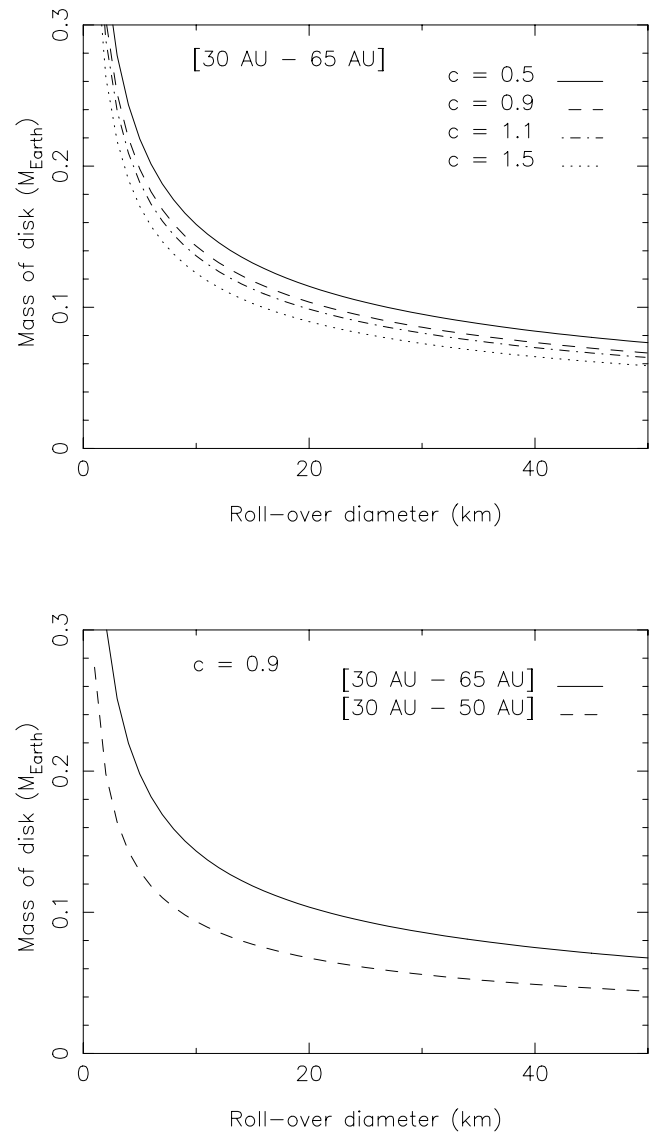 0.3
0.2
0.1
0
Mass of disk (M_Earth)
[30 AU − 65 AU]
c = 0.5
c = 0.9
c = 1.1
c = 1.5
0 20 40
Roll−over diameter (km)
0.3
0.2
0.1
0
Mass of disk (M_Earth)
c = 0.9
[30 AU − 65 AU]
[30 AU − 50 AU]
0 20 40
Roll−over diameter (km)